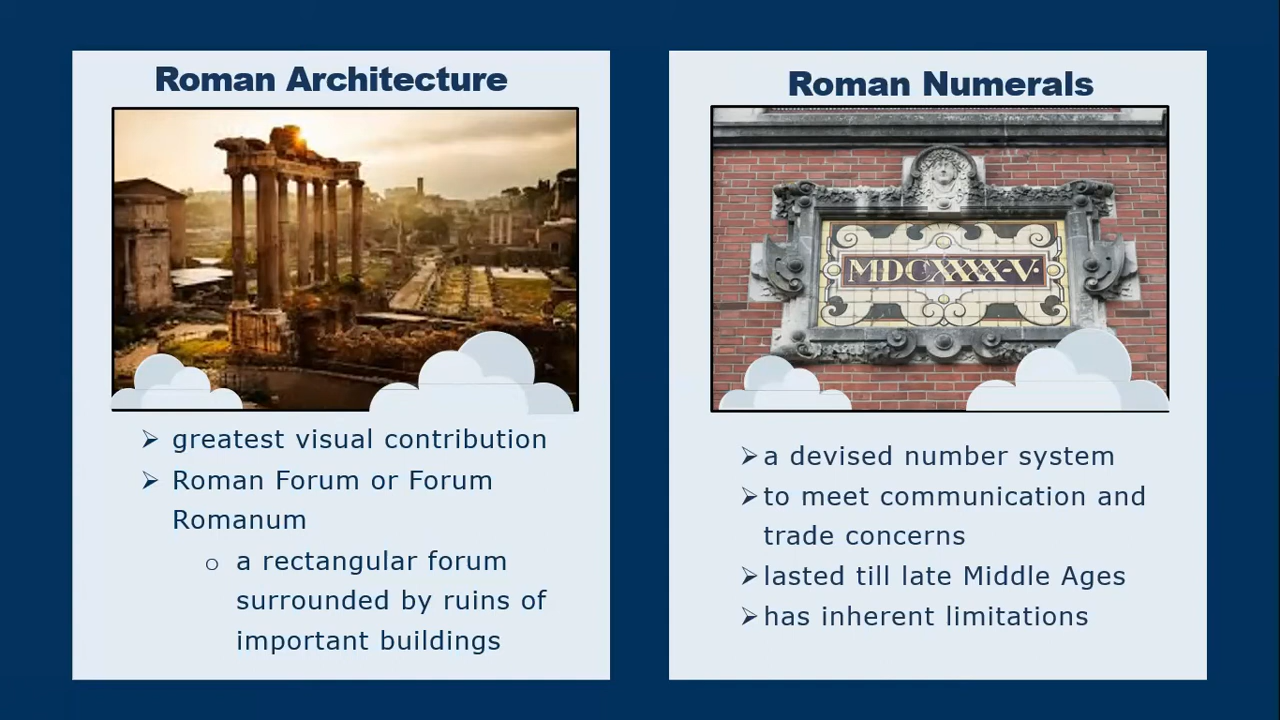 Roman Architecture
➢ greatest visual contribution
➢ Roman Forum or Forum
Romanum
o a rectangular forum
surrounded by ruins of
important buildings
Roman Numerals
MDCXXXX-V·
➢ a devised number system
➢ to meet communication and
trade concerns
➢ lasted till late Middle Ages
➢ has inherent limitations